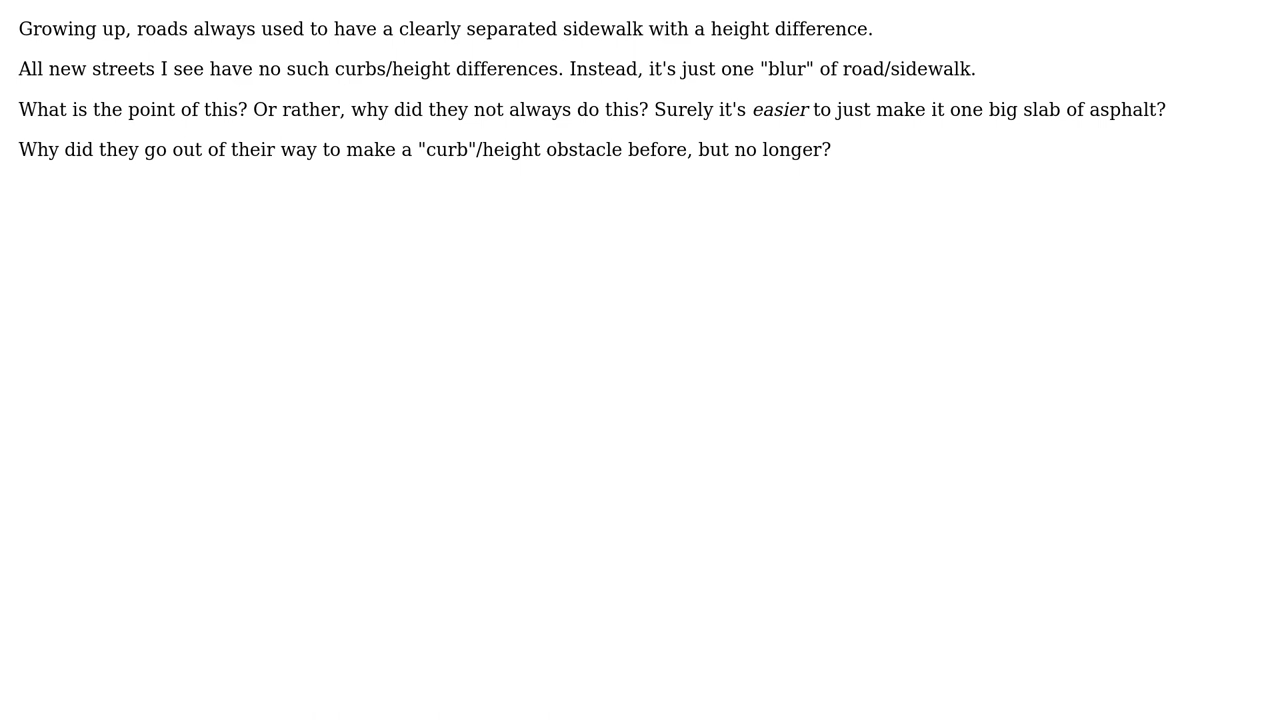 Growing up, roads always used to have a clearly separated sidewalk with a height difference.
All new streets I see have no such curbs/height differences. Instead, it's just one "blur" of road/sidewalk.
What is the point of this? Or rather, why did they not always do this? Surely it's easier to just make it one big slab of asphalt?
Why did they go out of their way to make a "curb"/height obstacle before, but no longer?